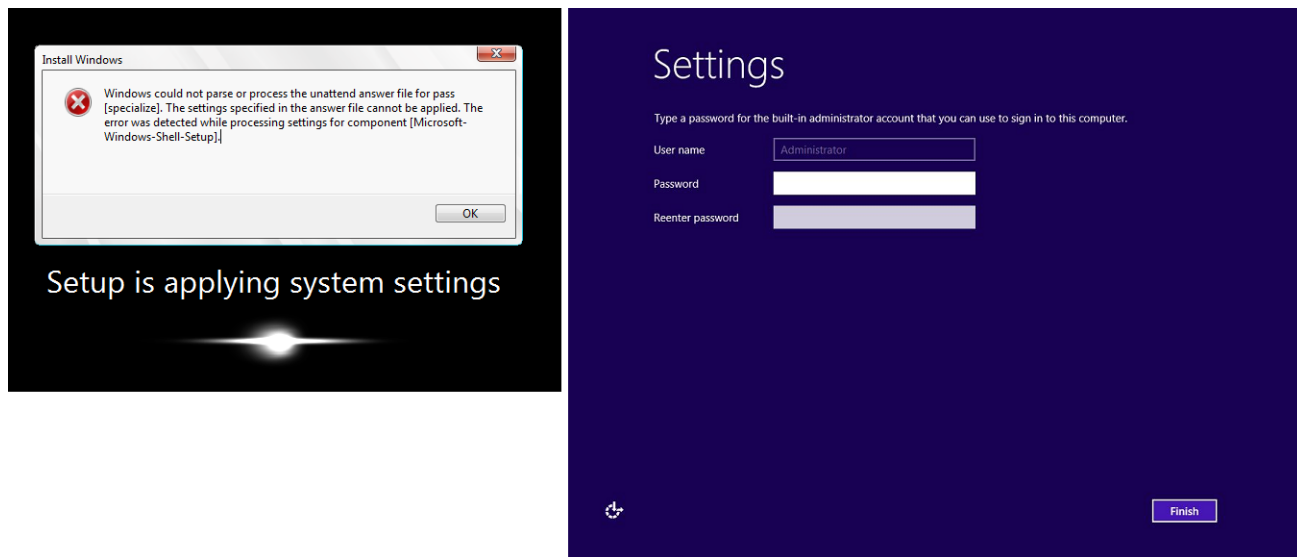 Install Windows
Windows could not parse or process the unattend answer file for pass
[specialize]. The settings specified in the answer file cannot be applied. The
error was detected while processing settings for component [Microsoft-
Windows-Shell-Setup].
OK
Setup is applying system settings
Settings
Type a password for the built-in administrator account that you can use to sign in to this computer.
User name
Administrator
Password
Reenter password
Finish